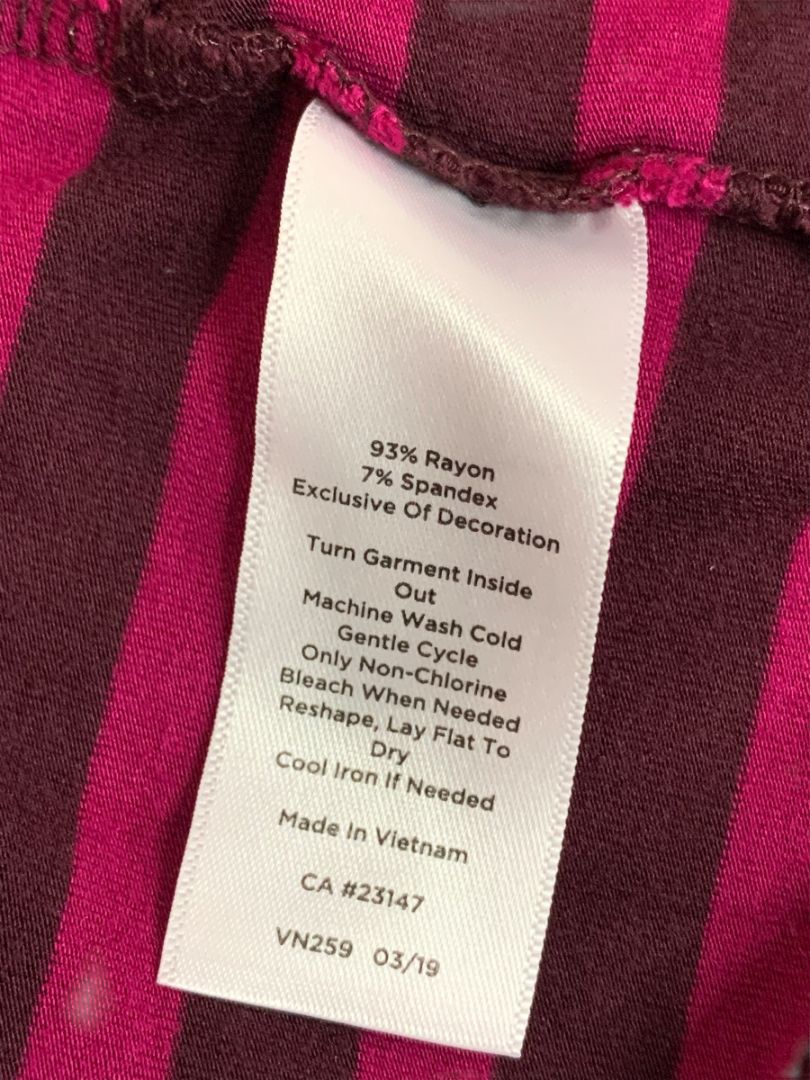 93% Rayon
7% Spandex
Exclusive Of Decoration
Turn Garment Inside
Out
Machine Wash Cold
Gentle Cycle
Only Non-Chlorine
Bleach When Needed
Reshape, Lay Flat To
Dry
Cool Iron If Needed
Made In Vietnam
CA #23147
VN259 03/19